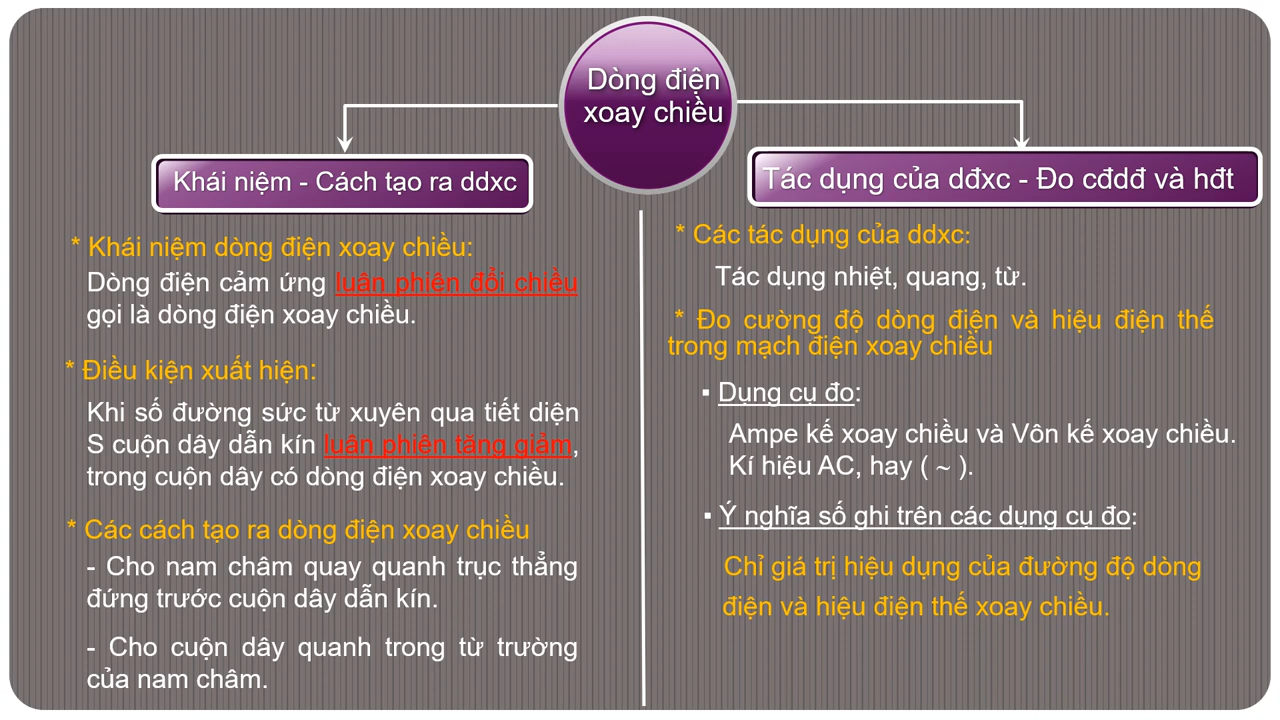 Dòng điện
xoay chiều
Khái niệm - Cách tạo ra ddxc
* Khái niệm dòng điện xoay chiều:
Dòng điện cảm ứng luân phiên đổi chiều
gọi là dòng điện xoay chiều.
* Điều kiện xuất hiện:
Khi số đường sức từ xuyên qua tiết diện
S cuộn dây dẫn kín luân phiên tăng giảm,
trong cuộn dây có dòng điện xoay chiều.
* Các cách tạo ra dòng điện xoay chiều
- Cho nam châm quay quanh trục thẳng
đứng trước cuộn dây dẫn kín.
- Cho cuộn dây quanh trong từ trường
của nam châm.
Tác dụng của dđxc - Đo cđdđ và hđt
* Các tác dụng của ddxc:
Tác dụng nhiệt, quang, từ.
* Đo cường độ dòng điện và hiệu điện thế
trong mạch điện xoay chiều
▪ Dụng cụ đo:
Ampe kế xoay chiều và Vôn kế xoay chiều.
Kí hiệu AC, hay ( ~ ).
▪ Ý nghĩa số ghi trên các dụng cụ đo:
Chỉ giá trị hiệu dụng của đường độ dòng
điện và hiệu điện thế xoay chiều.